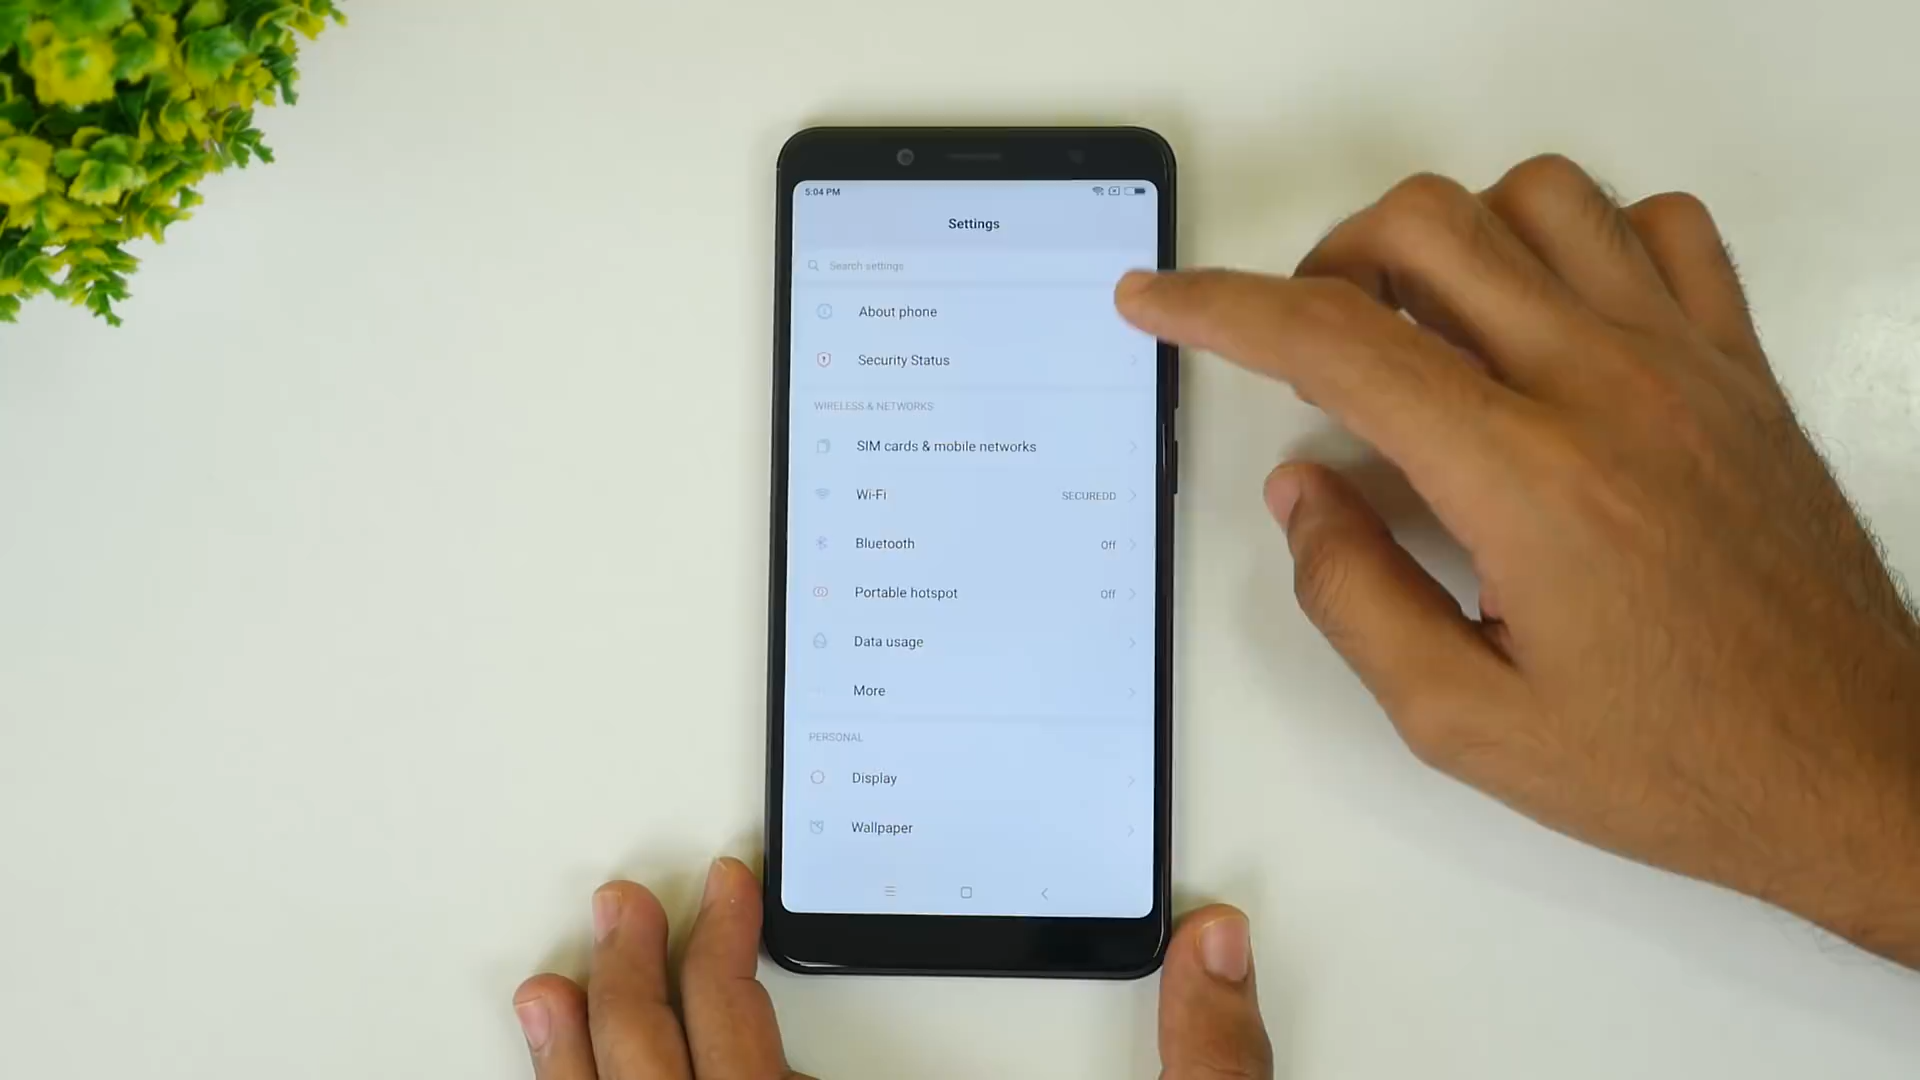 5:04 PM
Settings
Search settings
About phone
Security Status
WIRELESS & NETWORKS
SIM cards & mobile networks
Wi-Fi SECUREDD
Bluetooth Off
Portable hotspot Off
Data usage
More
PERSONAL
Display
Wallpaper